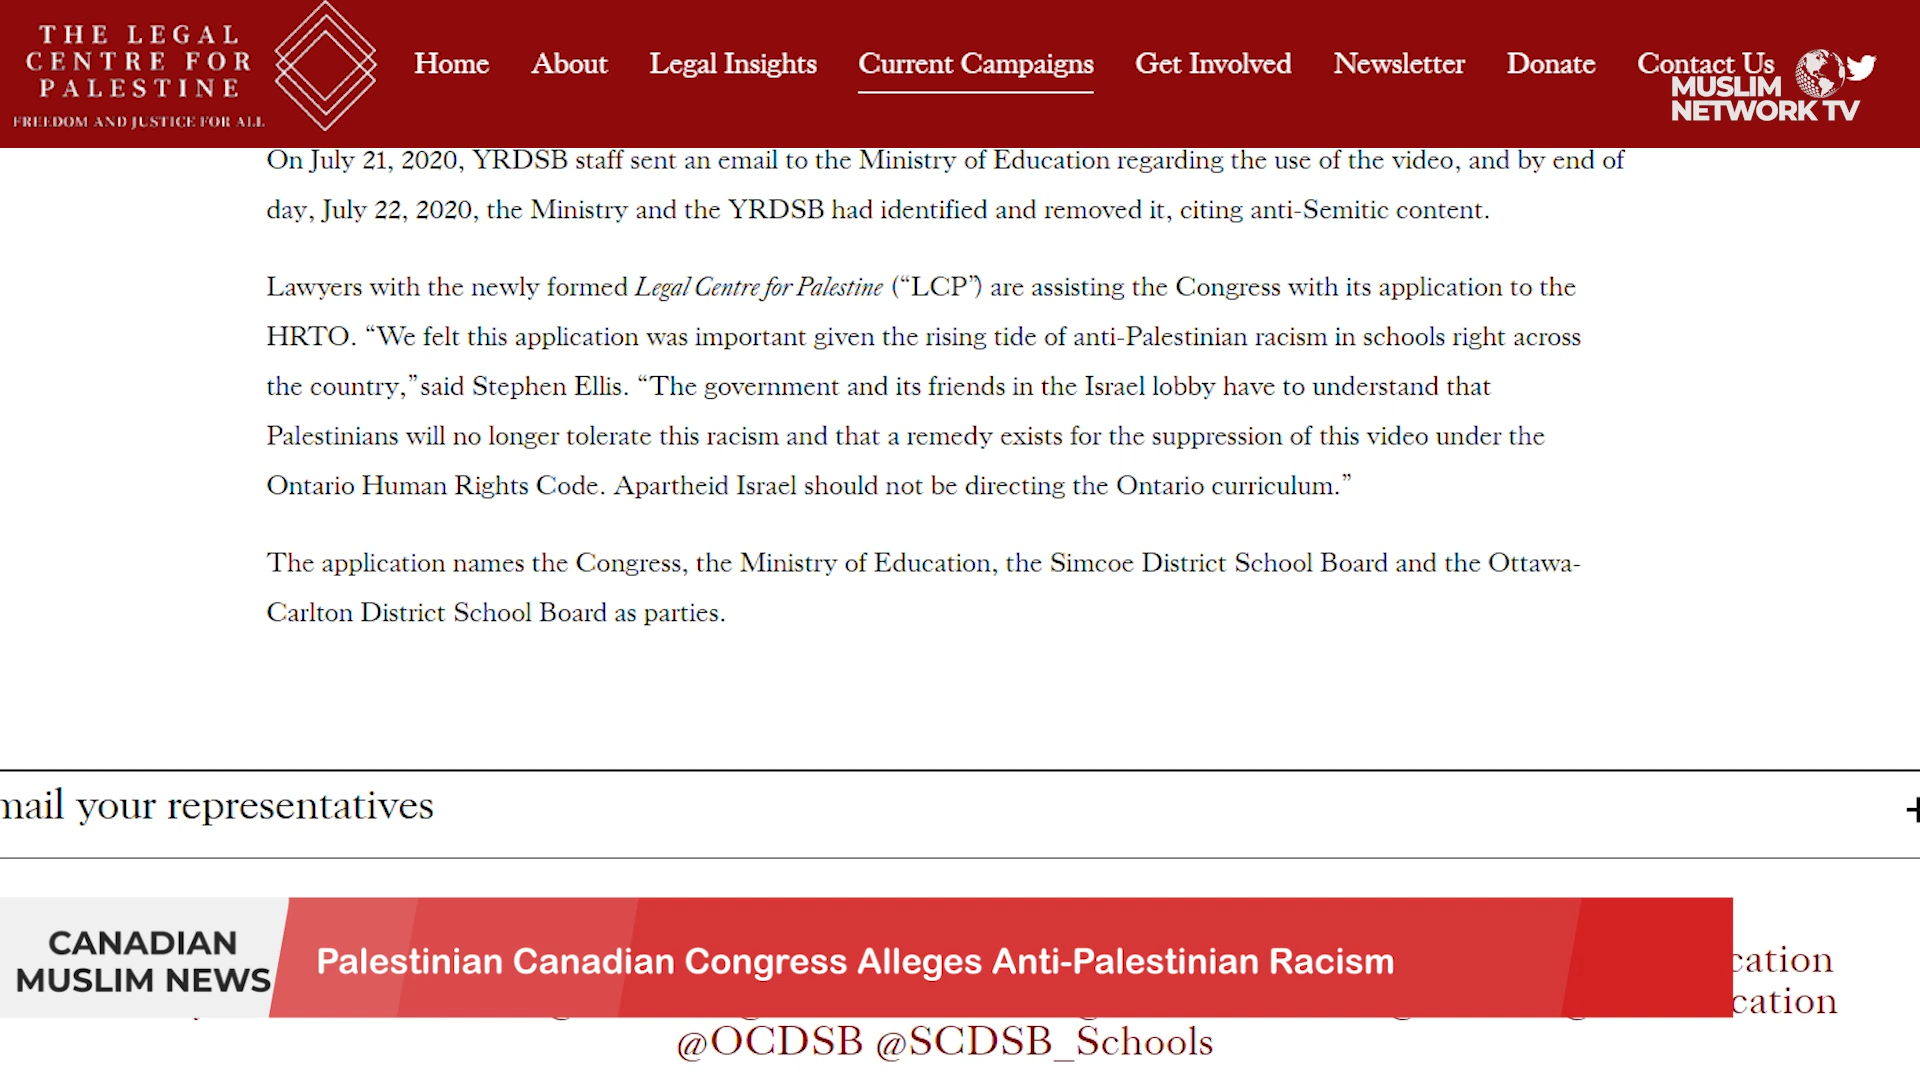 THE LEGAL
CENTRE FOR
PALESTINE
FREEDOM AND JUSTICE FOR ALL
Home About Legal Insights Current Campaigns Get Involved Newsletter Donate Contact Us
MUSLIM
NETWORK TV
On July 21, 2020, YRDSB staff sent an email to the Ministry of Education regarding the use of the video, and by end of
day, July 22, 2020, the Ministry and the YRDSB had identified and removed it, citing anti-Semitic content.
Lawyers with the newly formed Legal Centre for Palestine (“LCP”) are assisting the Congress with its application to the
HRTO. “We felt this application was important given the rising tide of anti-Palestinian racism in schools right across
the country,”said Stephen Ellis. “The government and its friends in the Israel lobby have to understand that
Palestinians will no longer tolerate this racism and that a remedy exists for the suppression of this video under the
Ontario Human Rights Code. Apartheid Israel should not be directing the Ontario curriculum.”
The application names the Congress, the Ministry of Education, the Simcoe District School Board and the Ottawa-
Carlton District School Board as parties.
mail your representatives +
CANADIAN
MUSLIM NEWS
Palestinian Canadian Congress Alleges Anti-Palestinian Racism
cation
cation
@OCDSB @SCDSB_Schools